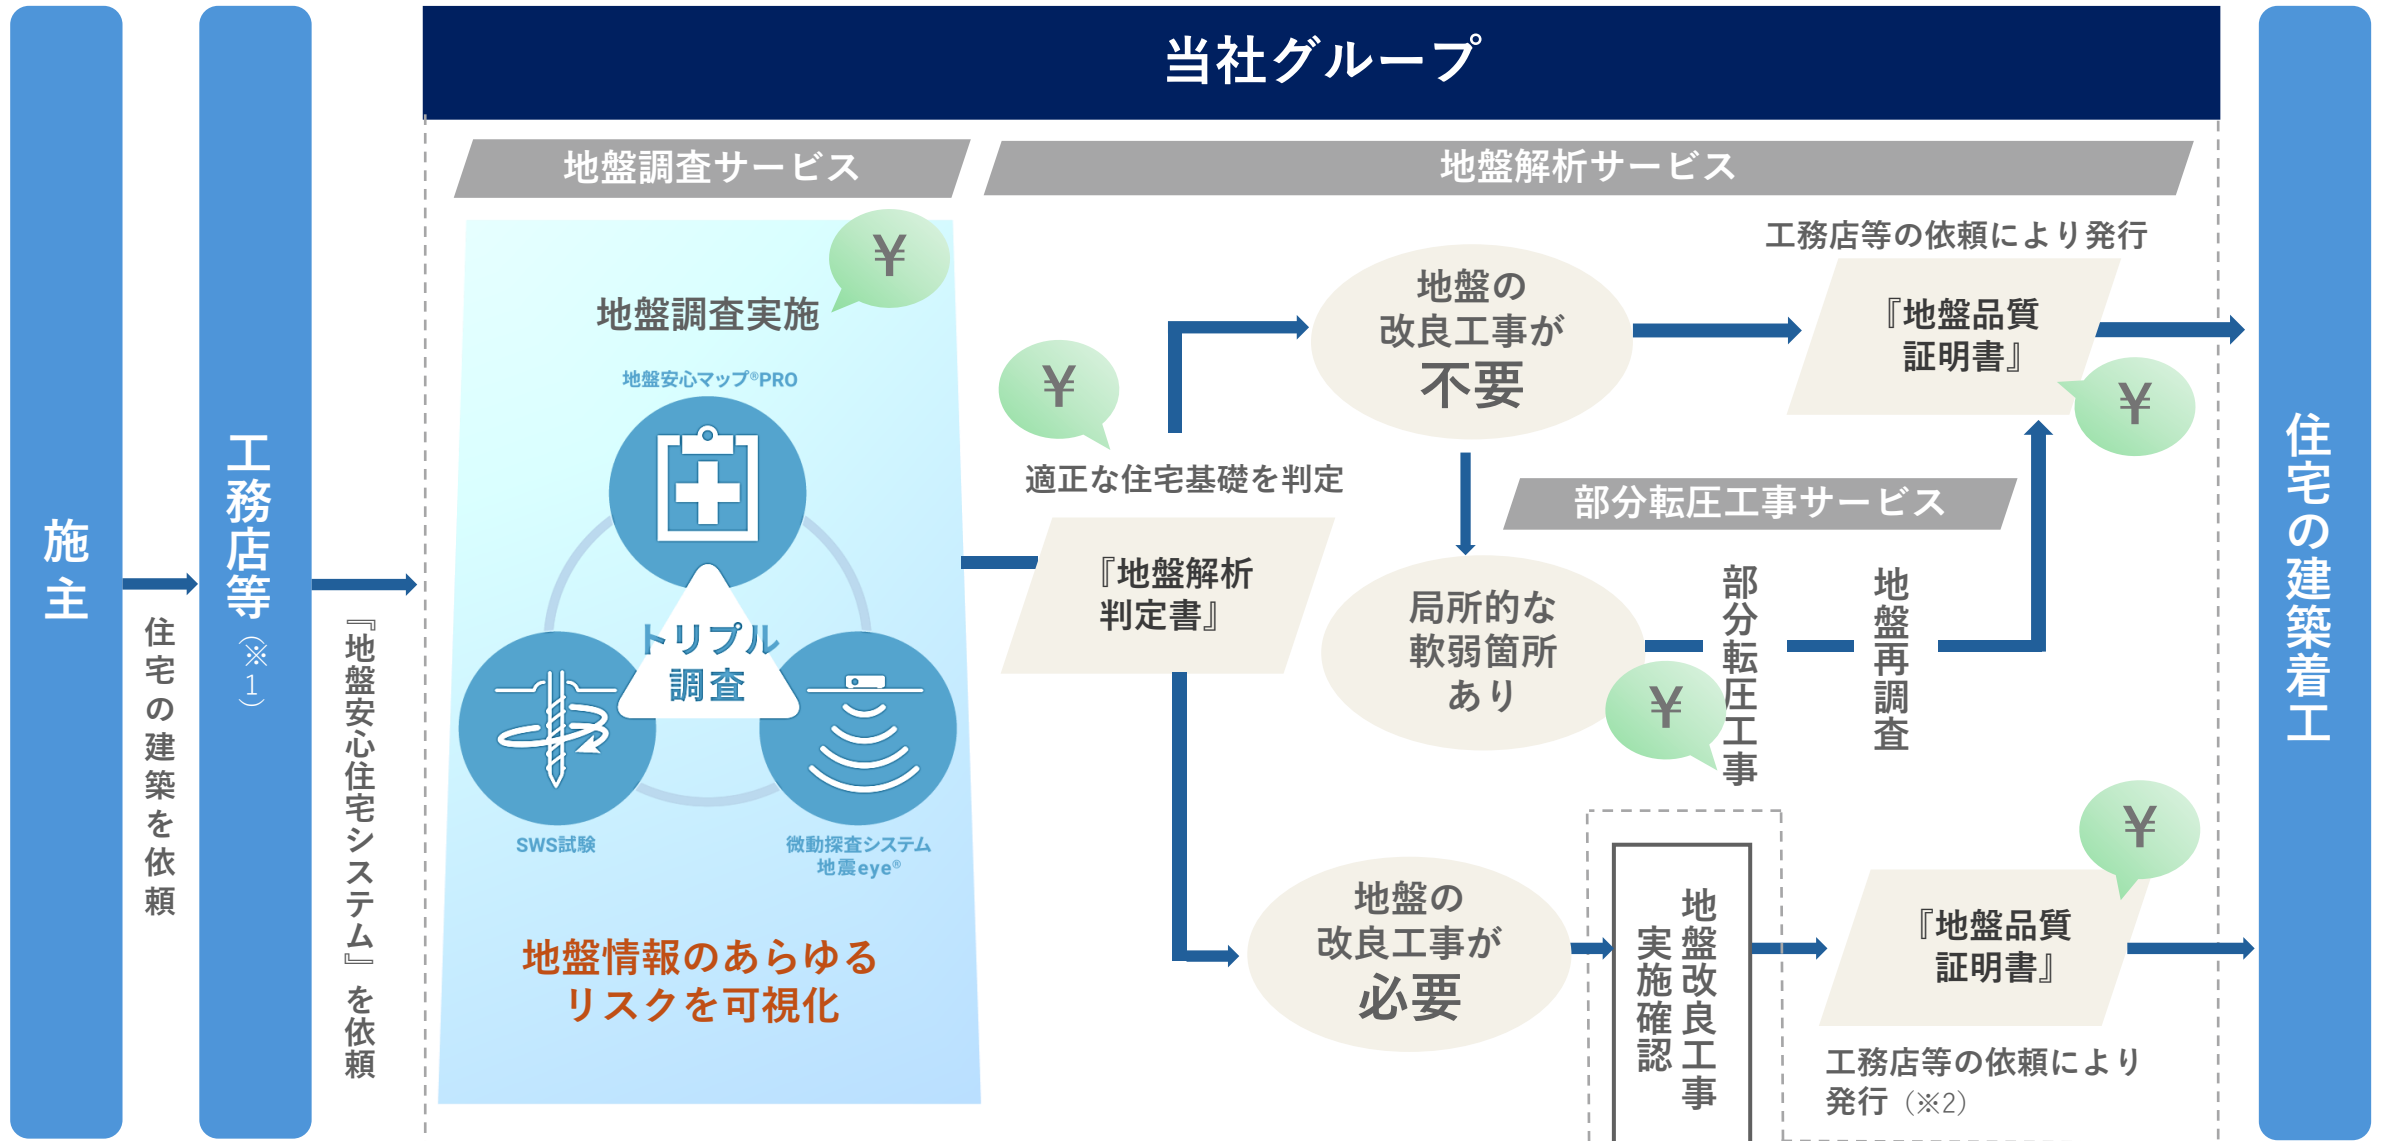 当社グループ
施主
住宅の建築を依頼
工務店等（※1）
『地盤安心住宅システム』を依頼
地盤調査サービス
¥
地盤調査実施
地盤安心マップ®PRO
トリプル
調査
SWS試験
微動探査システム
地震eye®
地盤情報のあらゆる
リスクを可視化
地盤解析サービス
¥
適正な住宅基礎を判定
『地盤解析
判定書』
地盤の
改良工事が
不要
工務店等の依頼により発行
『地盤品質
証明書』
¥
部分転圧工事サービス
局所的な
軟弱箇所
あり
¥
部分転圧工事
地盤再調査
地盤の
改良工事が
必要
地盤改良工事
実施確認
¥
『地盤品質
証明書』
工務店等の依頼により
発行（※2）
住宅の建築着工